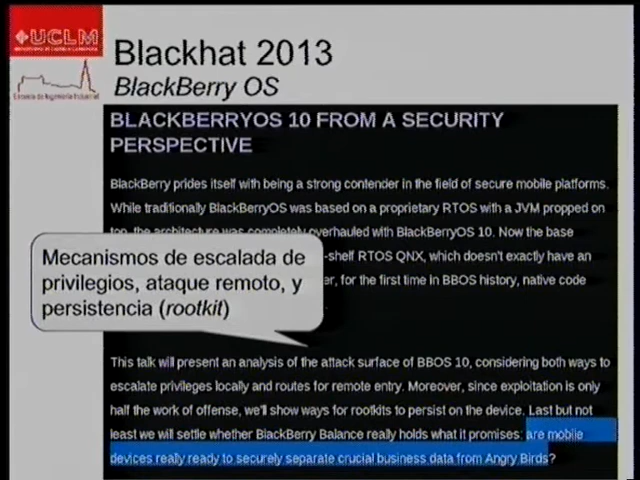 UCLM
Blackhat 2013
BlackBerry OS
BLACKBERRYOS 10 FROM A SECURITY
PERSPECTIVE
BlackBerry prides itself with being a strong contender in the field of secure mobile platforms.
While traditionally BlackBerryOS was based on a proprietary RTOS with a JVM propped on
top, the architecture was completely overhauled with BlackBerryOS 10. Now the base
-shelf RTOS QNX, which doesn't exactly have an
er, for the first time in BBOS history, native code
Mecanismos de escalada de
privilegios, ataque remoto, y
persistencia (rootkit)
This talk will present an analysis of the attack surface of BBOS 10, considering both ways to
escalate privileges locally and routes for remote entry. Moreover, since exploitation is only
half the work of offense, we'll show ways for rootkits to persist on the device. Last but not
least we will settle whether BlackBerry Balance really holds what it promises: are mobile
devices really ready to securely separate crucial business data from Angry Birds?